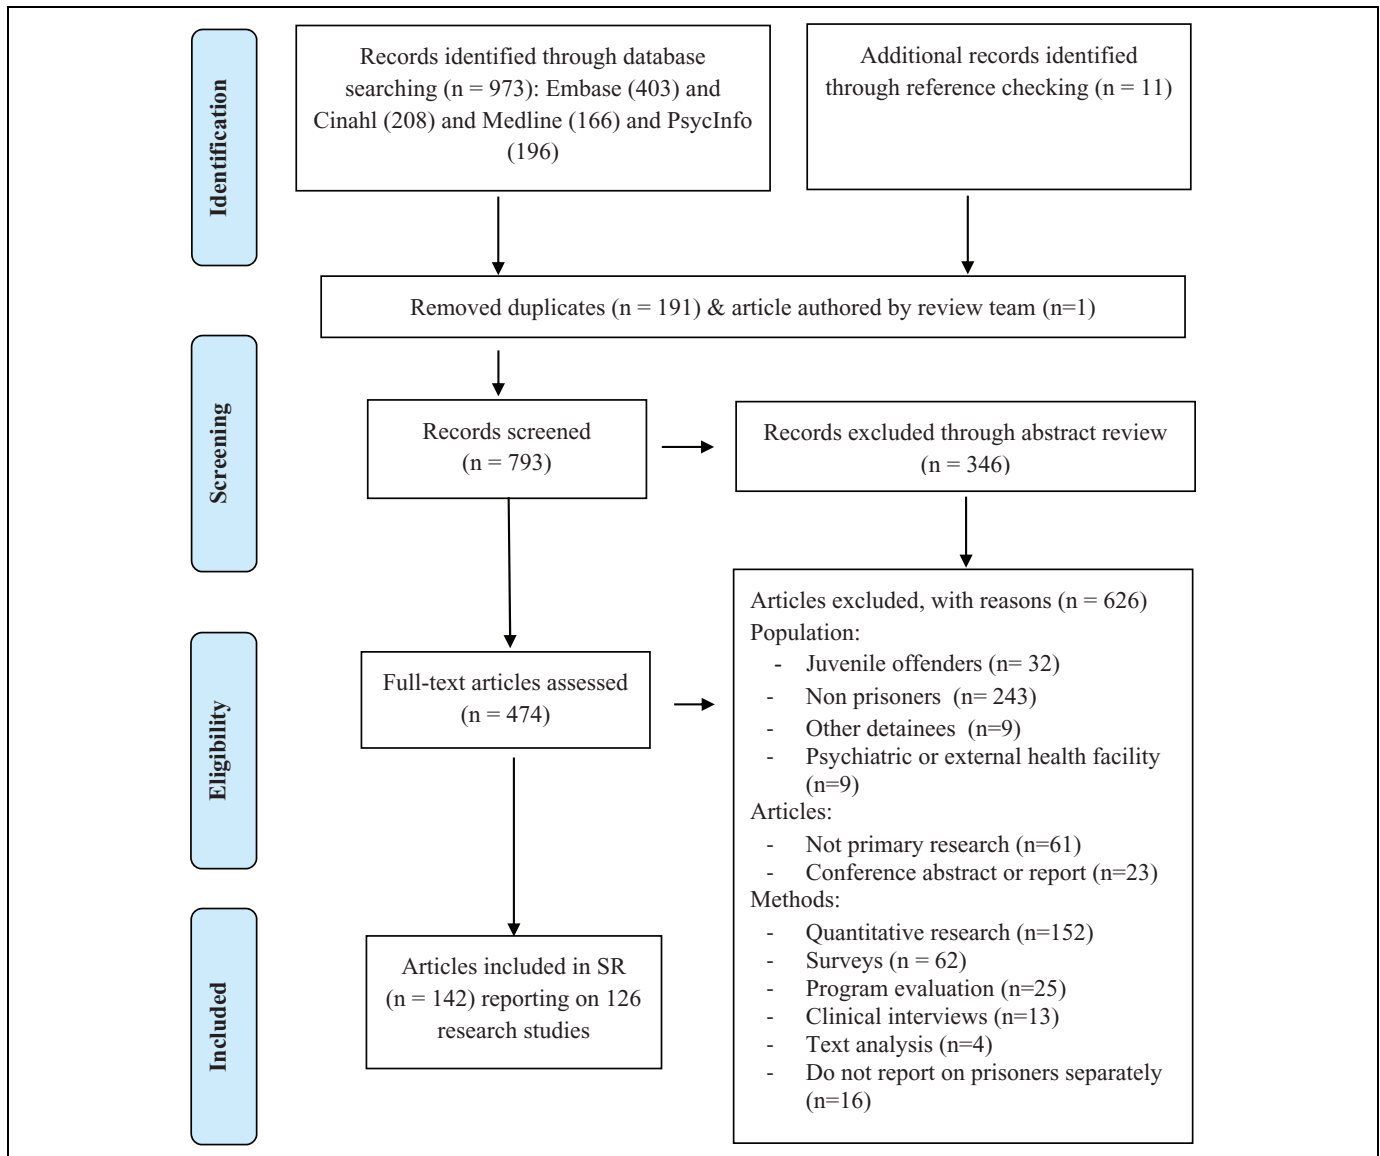 Identification
Records identified through database
searching (n = 973): Embase (403) and
Cinahl (208) and Medline (166) and PsycInfo
(196)
Additional records identified
through reference checking (n = 11)
Removed duplicates (n = 191) & article authored by review team (n=1)
Screening
Records screened
(n = 793)
Records excluded through abstract review
(n = 346)
Eligibility
Full-text articles assessed
(n = 474)
Articles excluded, with reasons (n = 626)
Population:
- Juvenile offenders (n= 32)
- Non prisoners (n= 243)
- Other detainees (n=9)
- Psychiatric or external health facility
(n=9)
Articles:
- Not primary research (n=61)
- Conference abstract or report (n=23)
Methods:
- Quantitative research (n=152)
- Surveys (n = 62)
- Program evaluation (n=25)
- Clinical interviews (n=13)
- Text analysis (n=4)
- Do not report on prisoners separately
(n=16)
Included
Articles included in SR
(n = 142) reporting on 126
research studies